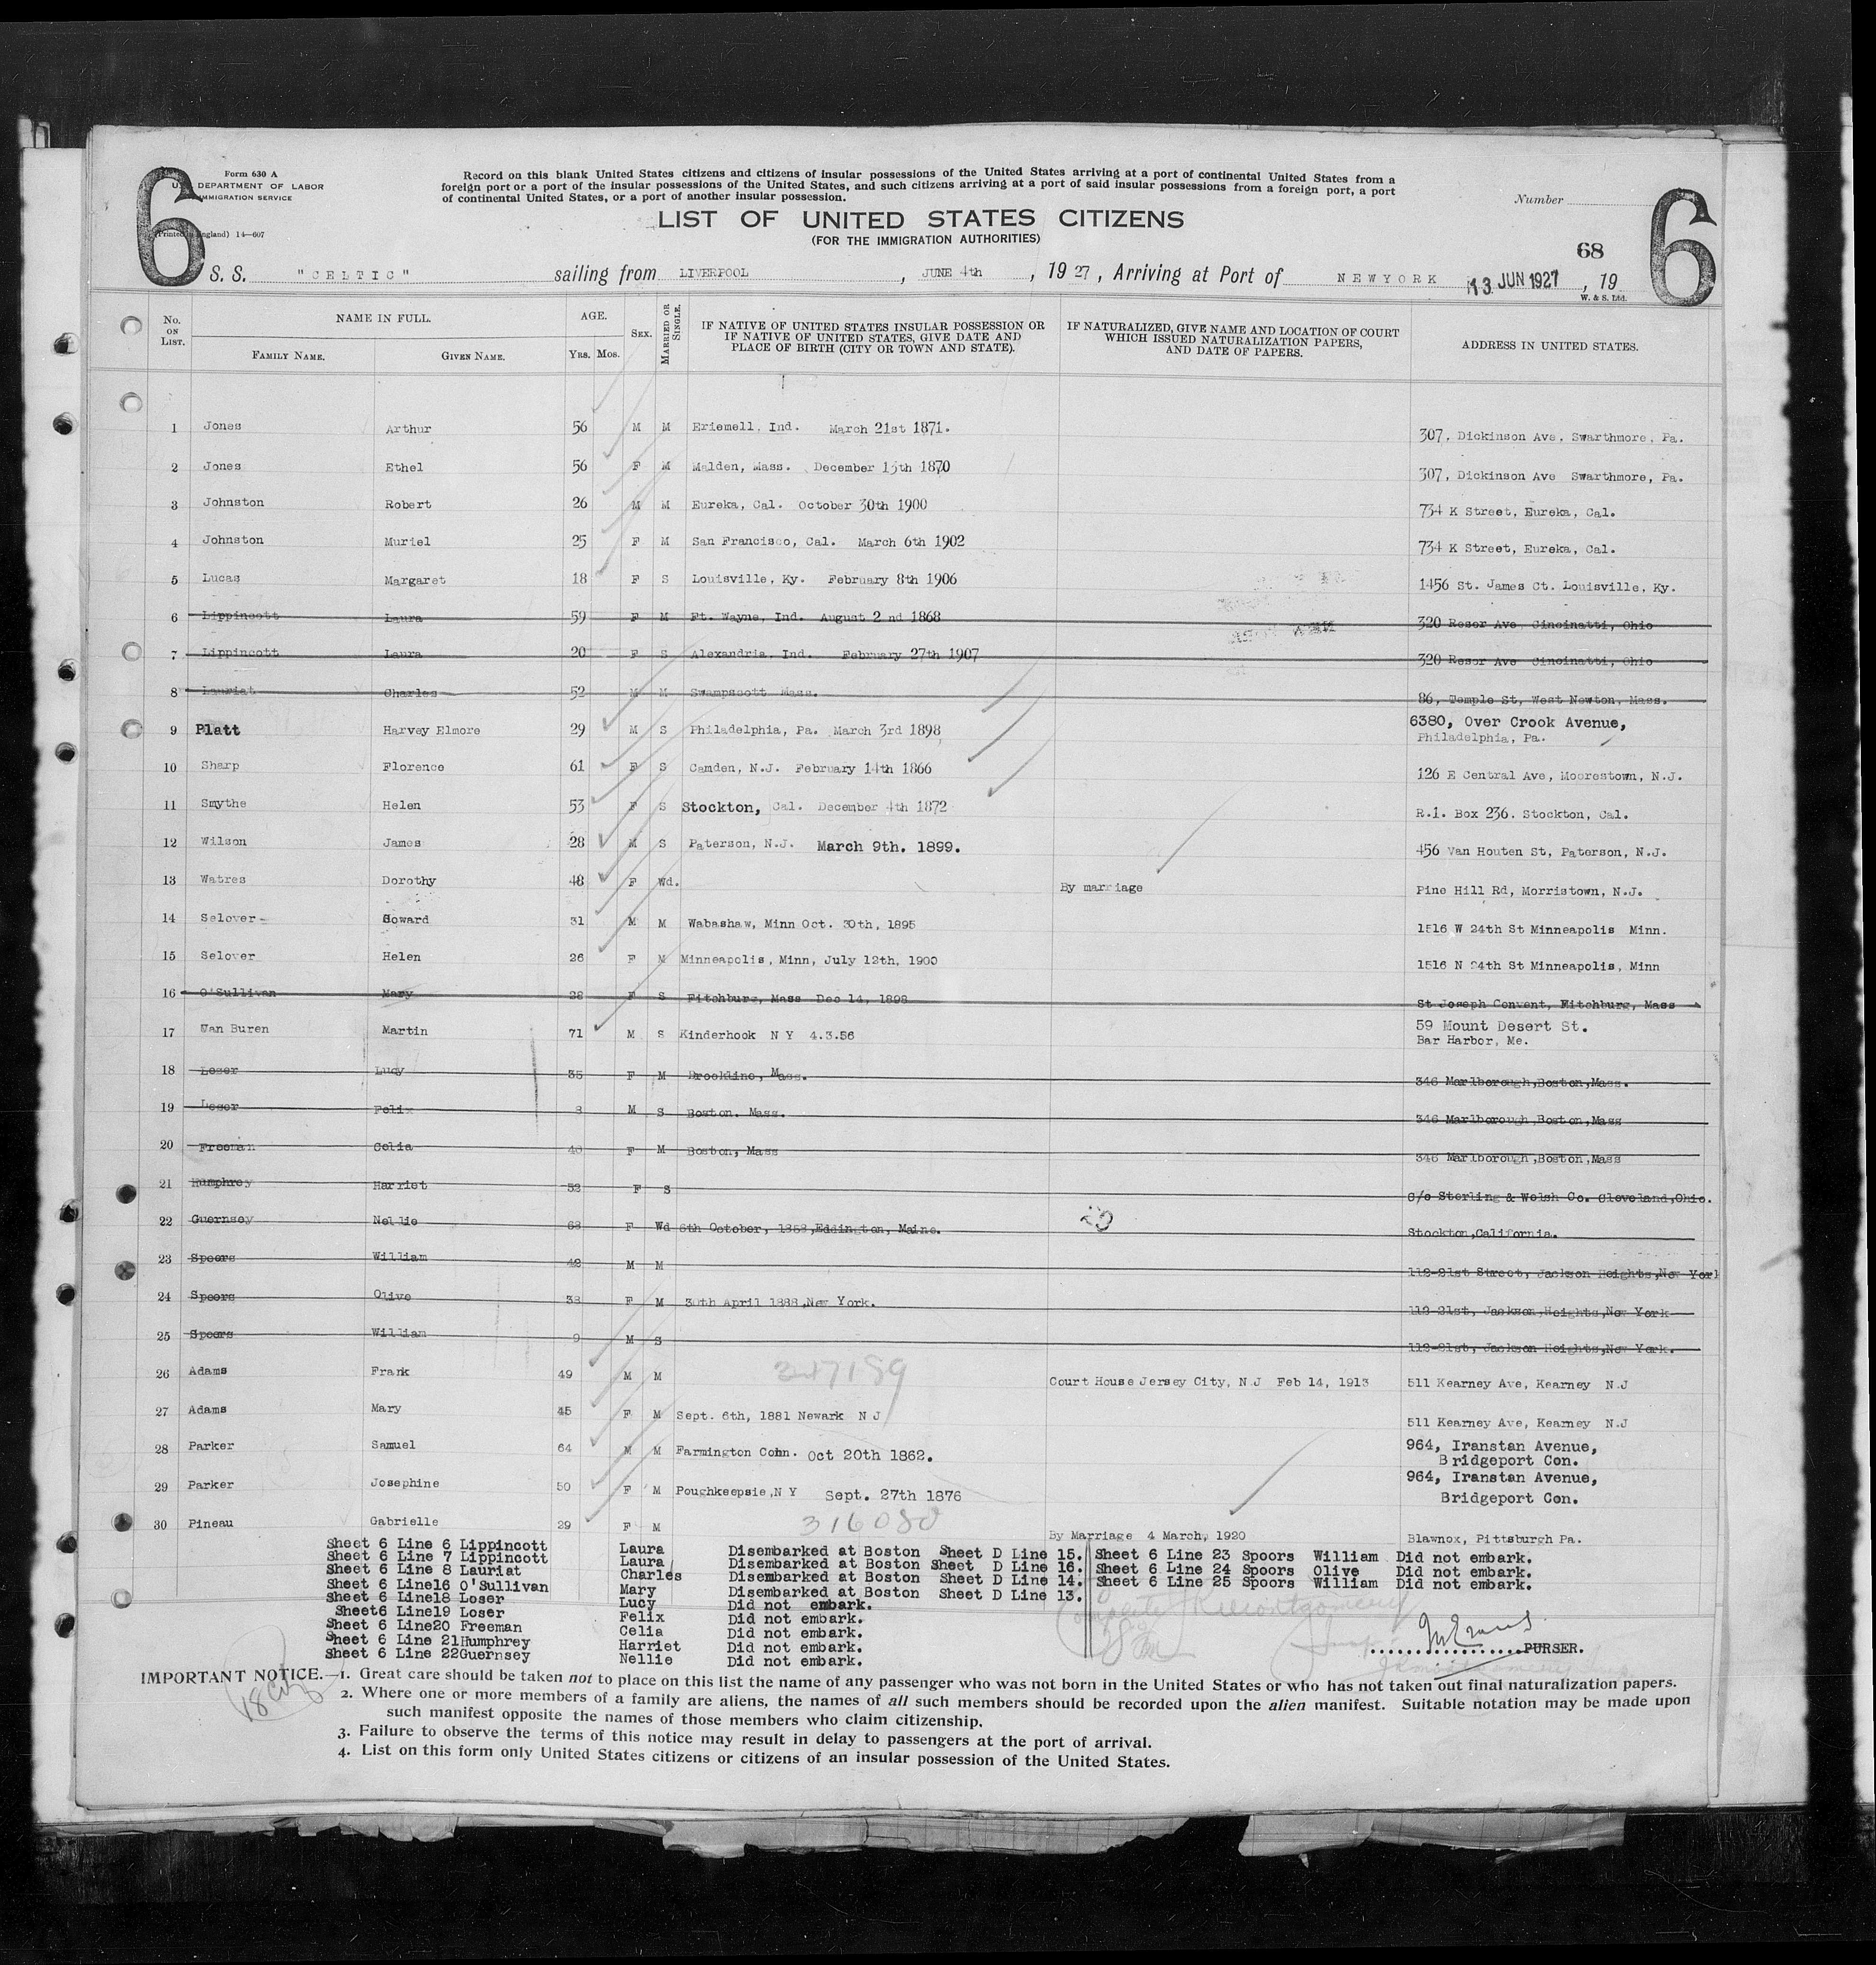 6
Form 630 A
U.S. DEPARTMENT OF LABOR
IMMIGRATION SERVICE
(Printed in England) 14—607
Record on this blank United States citizens and citizens of insular possessions of the United States arriving at a port of continental United States from a
foreign port or a port of the insular possessions of the United States, and such citizens arriving at a port of said insular possessions from a foreign port, a port
of continental United States, or a port of another insular possession.
LIST OF UNITED STATES CITIZENS
(FOR THE IMMIGRATION AUTHORITIES)
Number
6
68
S. S. "CELTIC" sailing from LIVERPOOL, JUNE 4th, 1927, Arriving at Port of NEWYORK 13 JUN 1927, 19
W. & S. Ltd.
No. ON LIST. NAME IN FULL. AGE. SEX. MARRIED OR SINGLE. IF NATIVE OF UNITED STATES INSULAR POSSESSION OR IF NATIVE OF UNITED STATES, GIVE DATE AND PLACE OF BIRTH (CITY OR TOWN AND STATE). IF NATURALIZED, GIVE NAME AND LOCATION OF COURT WHICH ISSUED NATURALIZATION PAPERS, AND DATE OF PAPERS. ADDRESS IN UNITED STATES.
FAMILY NAME. GIVEN NAME. YRS. MOS.
1 Jones Arthur 56 M M Eriemell, Ind. March 21st 1871. 307, Dickinson Ave, Swarthmore, Pa.
2 Jones Ethel 56 F M Malden, Mass. December 15th 1870 307, Dickinson Ave Swarthmore, Pa.
3 Johnston Robert 26 M M Eureka, Cal. October 30th 1900 734 K Street, Eureka, Cal.
4 Johnston Muriel 25 F M San Francisco, Cal. March 6th 1902 734 K Street, Eureka, Cal.
5 Lucas Margaret 18 F S Louisville, Ky. February 8th 1906 1456 St. James Ct. Louisville, Ky.
6 Lippincott Laura 59 F M Ft. Wayne, Ind. August 2nd 1868 320 Resor Ave Cincinatti, Ohio
7 Lippincott Laura 20 F S Alexandria, Ind. February 27th 1907 320 Resor Ave Cincinatti, Ohio
8 Lauriat Charles 52 M M Swampscott Mass. 86, Temple St, West Newton, Mass.
9 Platt Harvey Elmore 29 M S Philadelphia, Pa. March 3rd 1898 6380, Over Crook Avenue,
Philadelphia, Pa.
10 Sharp Florence 61 F S Camden, N.J. February 14th 1866 126 E Central Ave, Moorestown, N.J.
11 Smythe Helen 53 F S Stockton, Cal. December 4th 1872 R.1. Box 236, Stockton, Cal.
12 Wilson James 28 M S Paterson, N.J. March 9th. 1899. 456 Van Houten St, Paterson, N.J.
13 Watres Dorothy 48 F Wd. By marriage Pine Hill Rd, Morristown, N.J.
14 Selover Howard 31 M M Wabashaw, Minn Oct. 30th, 1895 1516 W 24th St Minneapolis Minn.
15 Selover Helen 26 F M Minneapolis, Minn, July 12th, 1900 1516 N 24th St Minneapolis, Minn
16 O'Sullivan Mary 28 F S Fitchburg, Mass Dec 14, 1898 St Joseph Convent, Fitchburg, Mass
17 Van Buren Martin 71 M S Kinderhook N Y 4.3.56 59 Mount Desert St.
Bar Harbor, Me.
18 Loser Lucy 35 F M Brookline, Mass. 346 Marlborough, Boston, Mass.
19 Loser Felix 8 M S Boston. Mass. 346 Marlborough, Boston, Mass
20 Freeman Celia 40 F M Boston, Mass 346 Marlborough, Boston, Mass
21 Humphrey Harriet 52 F S C/o Sterling & Welsh Co. Cleveland, Ohio.
22 Guernsey Nellie 68 F Wd 6th October, 1858, Eddington, Maine. Stockton, California.
23 Spoors William 42 M M 112-21st Street, Jackson Heights, New York
24 Spoors Olive 38 F M 30th April 1888, New York. 112-21st, Jackson, Heights, New York
25 Spoors William 9 M S 112-21st, Jackson Heights, New York.
26 Adams Frank 49 M M 247189 Court House Jersey City, N.J Feb 14, 1913 511 Kearney Ave, Kearney N.J
27 Adams Mary 45 F M Sept. 6th, 1881 Newark N J 511 Kearney Ave, Kearney N.J
28 Parker Samuel 64 M M Farmington Conn. Oct 20th 1862. 964, Iranstan Avenue,
Bridgeport Con.
29 Parker Josephine 50 F M Poughkeepsie, N Y Sept. 27th 1876 964, Iranstan Avenue,
Bridgeport Con.
30 Pineau Gabrielle 29 F M 316080 By Marriage 4 March, 1920 Blawnox, Pittsburgh Pa.
Sheet 6 Line 6 Lippincott Laura Disembarked at Boston Sheet D Line 15. Sheet 6 Line 23 Spoors William Did not embark.
Sheet 6 Line 7 Lippincott Laura Disembarked at Boston Sheet D Line 16. Sheet 6 Line 24 Spoors Olive Did not embark.
Sheet 6 Line 8 Lauriat Charles Disembarked at Boston Sheet D Line 14. Sheet 6 Line 25 Spoors William Did not embark.
Sheet 6 Line16 O'Sullivan Mary Disembarked at Boston Sheet D Line 13.
Sheet 6 Line18 Loser Lucy Did not embark.
Sheet6 Line19 Loser Felix Did not embark.
Sheet 6 Line20 Freeman Celia Did not embark.
Sheet 6 Line 21Humphrey Harriet Did not embark.
Sheet 6 Line 22Guernsey Nellie Did not embark.
PURSER.
IMPORTANT NOTICE.—1. Great care should be taken not to place on this list the name of any passenger who was not born in the United States or who has not taken out final naturalization papers.
2. Where one or more members of a family are aliens, the names of all such members should be recorded upon the alien manifest. Suitable notation may be made upon
such manifest opposite the names of those members who claim citizenship.
3. Failure to observe the terms of this notice may result in delay to passengers at the port of arrival.
4. List on this form only United States citizens or citizens of an insular possession of the United States.